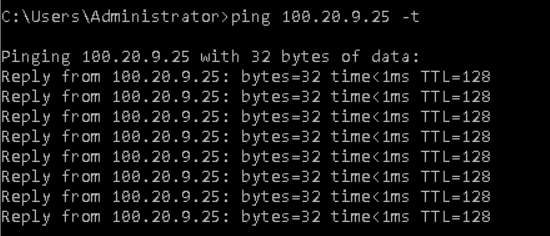 C:\Users\Administrator>ping 100.20.9.25 -t
Pinging 100.20.9.25 with 32 bytes of data:
Reply from 100.20.9.25: bytes=32 time<1ms TTL=128
Reply from 100.20.9.25: bytes=32 time<1ms TTL=128
Reply from 100.20.9.25: bytes=32 time<1ms TTL=128
Reply from 100.20.9.25: bytes=32 time<1ms TTL=128
Reply from 100.20.9.25: bytes=32 time<1ms TTL=128
Reply from 100.20.9.25: bytes=32 time<1ms TTL=128
Reply from 100.20.9.25: bytes=32 time<1ms TTL=128
Reply from 100.20.9.25: bytes=32 time<1ms TTL=128